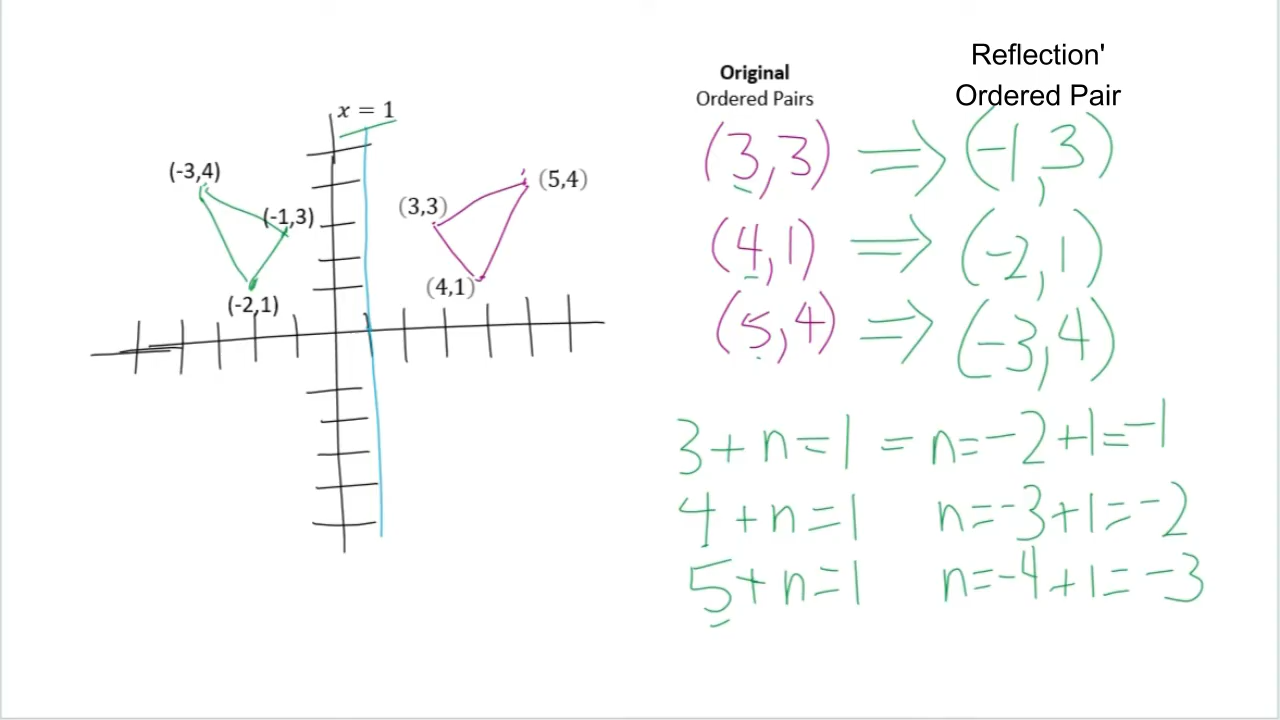 x = 1
(-3,4)
(-1,3)
(-2,1)
(5,4)
(3,3)
(4,1)
Original
Ordered Pairs
Reflection'
Ordered Pair
(3,3) ⇒ (-1,3)
(4,1) ⇒ (-2,1)
(5,4) ⇒ (-3,4)
3+n=1 = n=-2+1=-1
4+n=1 n=-3+1=-2
5+n=1 n=-4+1=-3